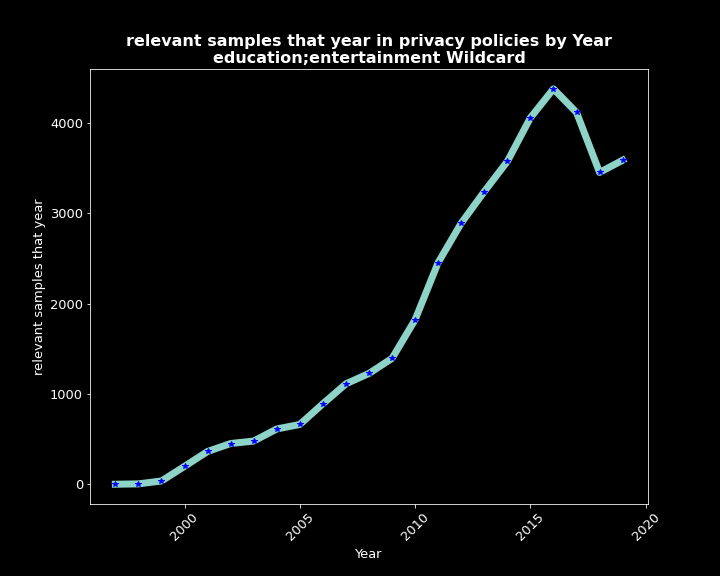 relevant samples that year in privacy policies by Year
education;entertainment Wildcard
relevant samples that year
4000
3000
2000
1000
0
2000
2005
2010
2015
2020
Year